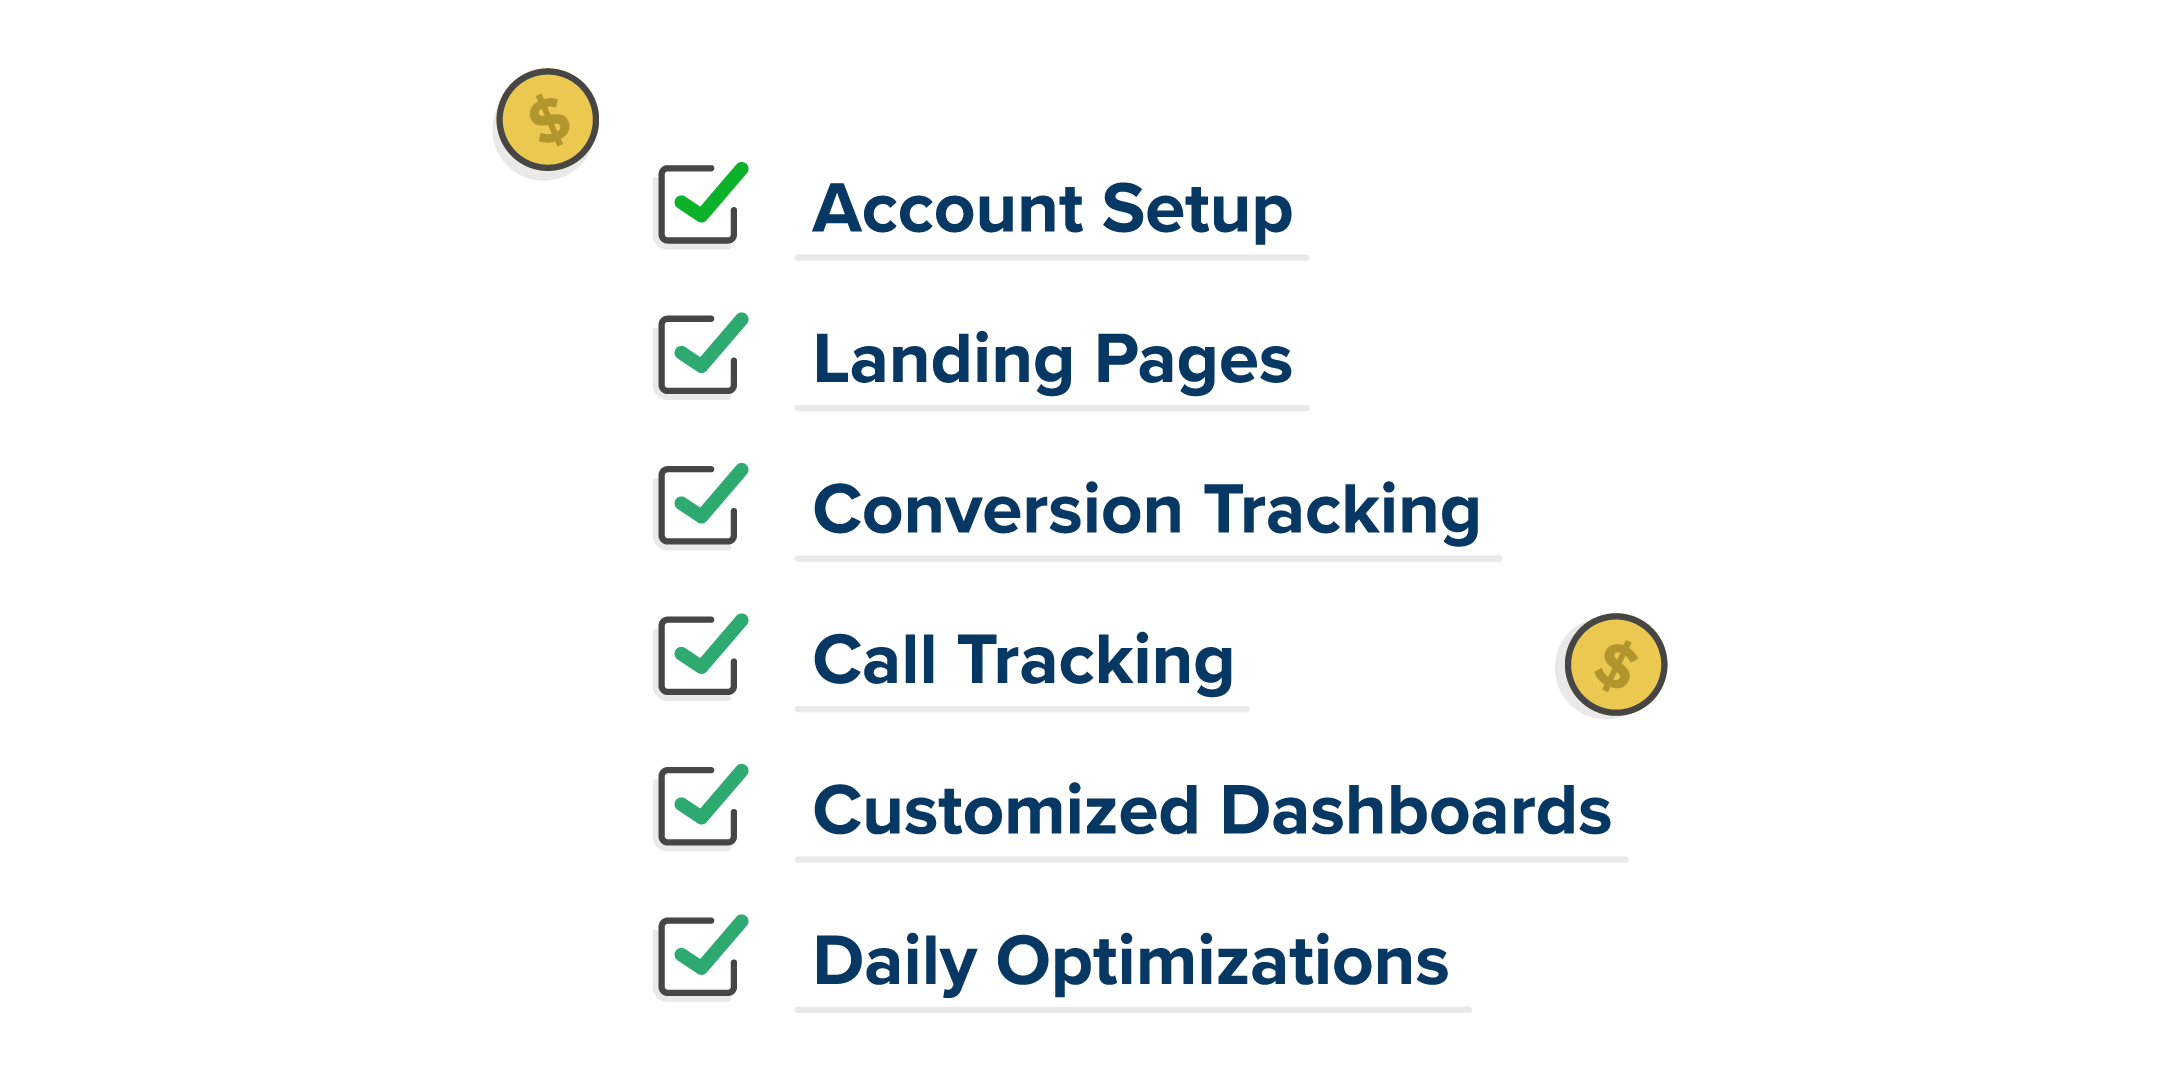 $
Account Setup
Landing Pages
Conversion Tracking
Call Tracking
$
Customized Dashboards
Daily Optimizations